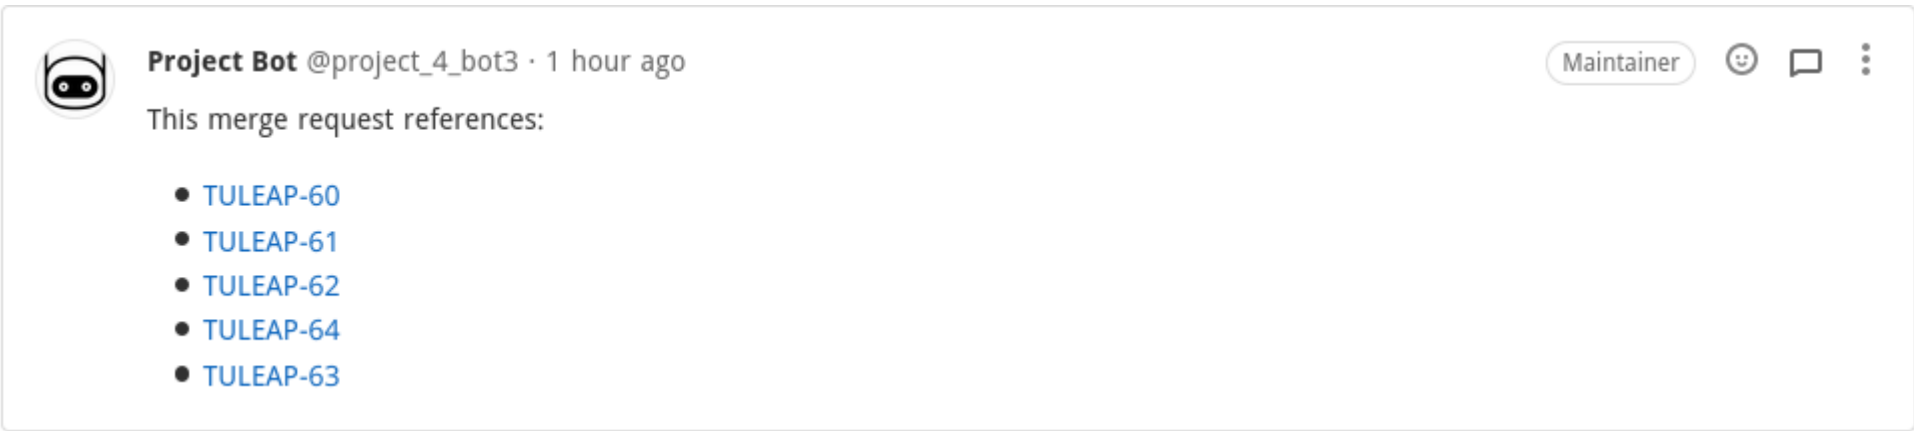 Project Bot @project_4_bot3 · 1 hour ago Maintainer
This merge request references:
• TULEAP-60
• TULEAP-61
• TULEAP-62
• TULEAP-64
• TULEAP-63